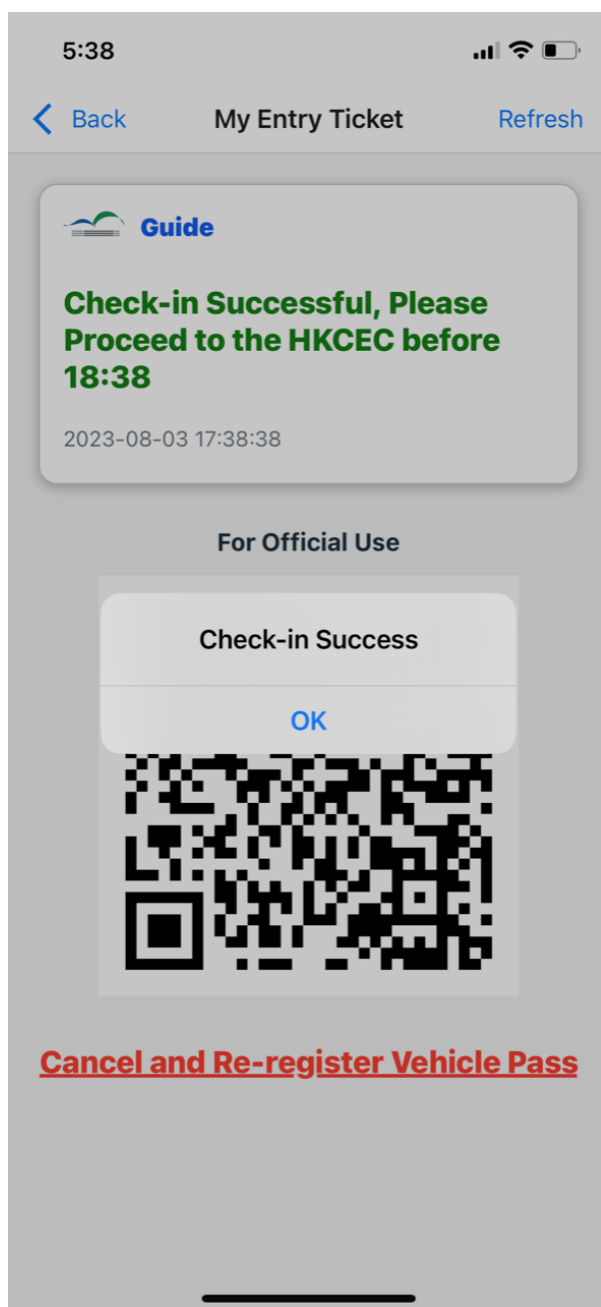 5:38
Back My Entry Ticket Refresh
Guide
Check-in Successful, Please
Proceed to the HKCEC before
18:38
2023-08-03 17:38:38
For Official Use
Check-in Success
OK
Cancel and Re-register Vehicle Pass